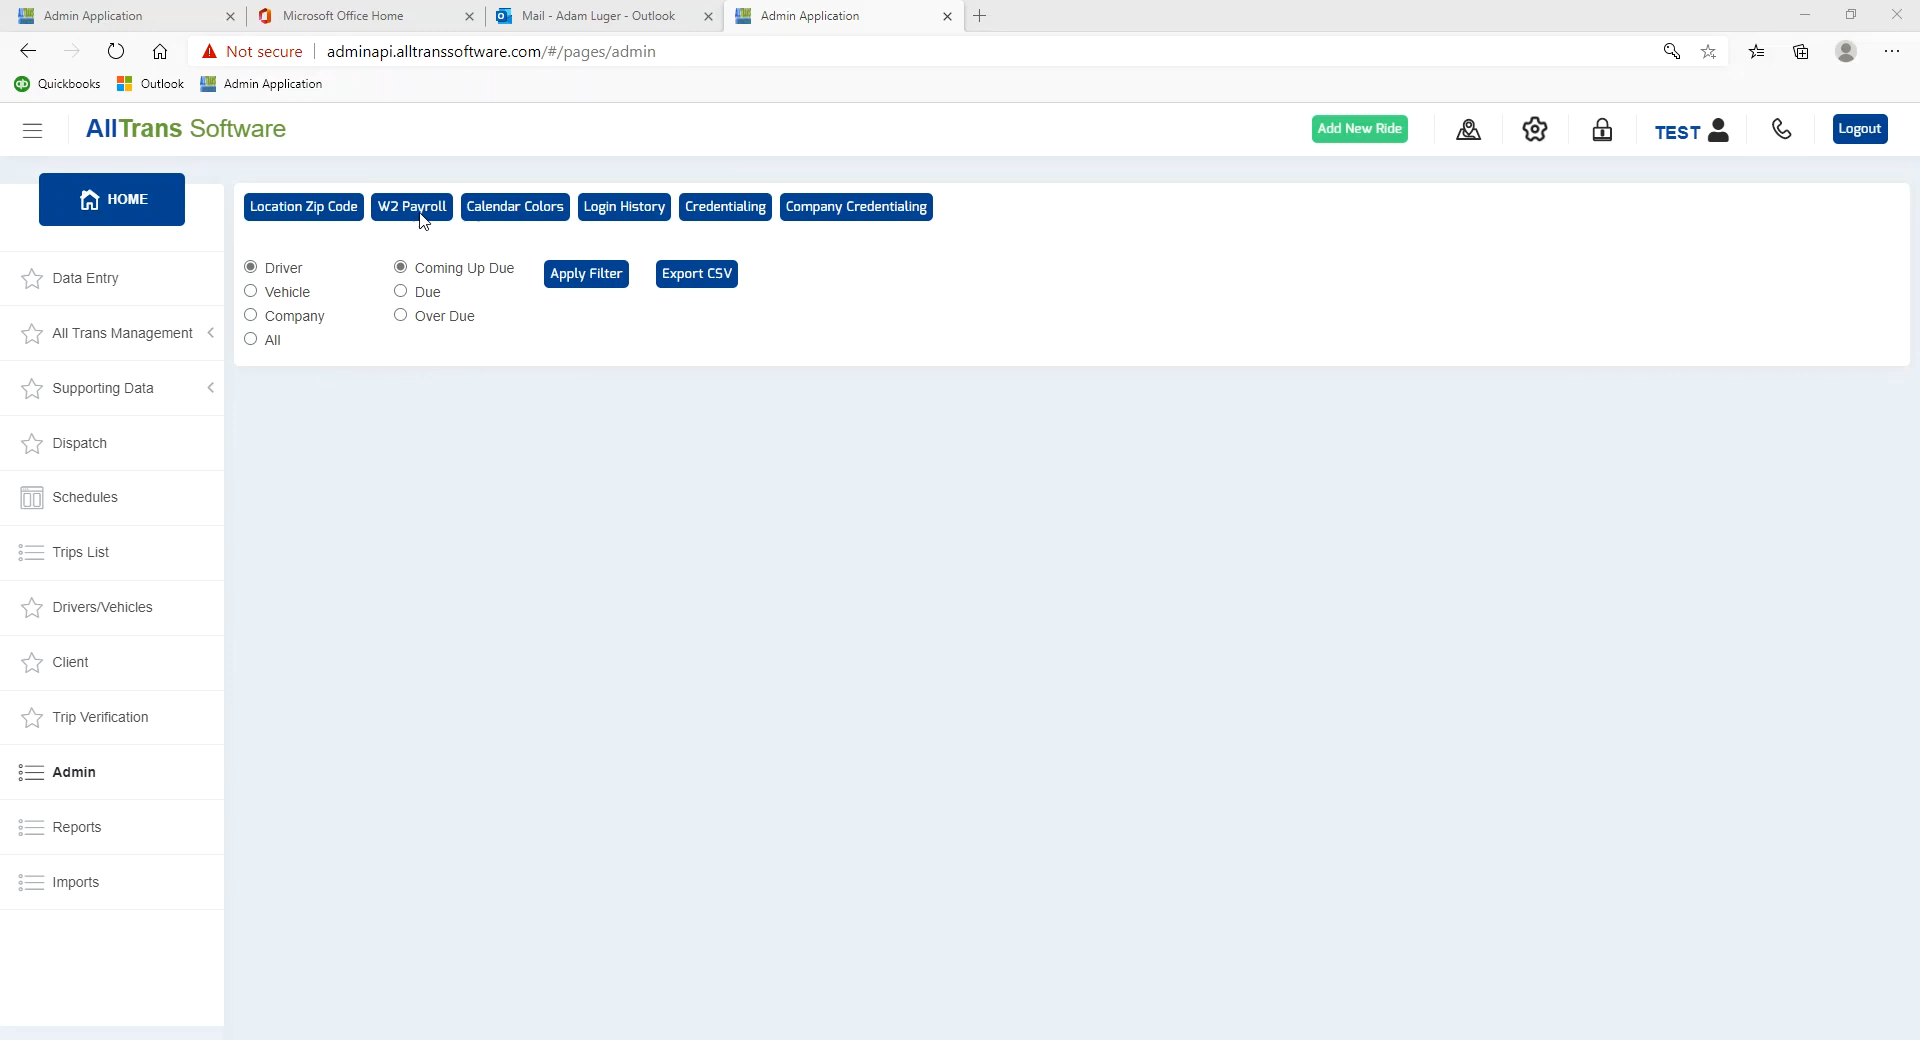 Admin Application
Microsoft Office Home
Mail - Adam Luger - Outlook
Admin Application
Not secure
adminapi.alltranssoftware.com/#/pages/admin
Quickbooks
Outlook
Admin Application
AllTrans Software
Add New Ride
TEST
Logout
HOME
Location Zip Code
W2 Payroll
Calendar Colors
Login History
Credentialing
Company Credentialing
Driver
Vehicle
Company
All
Coming Up Due
Due
Over Due
Apply Filter
Export CSV
Data Entry
All Trans Management
Supporting Data
Dispatch
Schedules
Trips List
Drivers/Vehicles
Client
Trip Verification
Admin
Reports
Imports